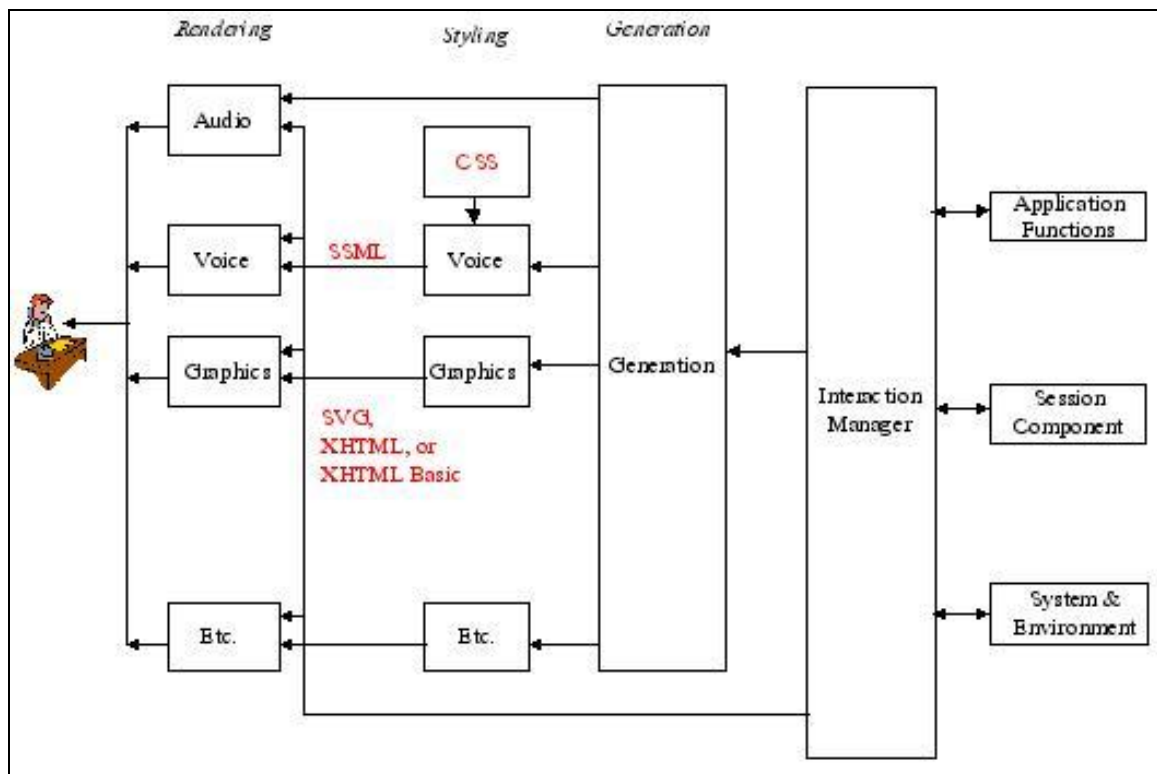 Rendering
Styling
Generation
Audio
CSS
Voice
SSML
Voice
Graphics
Graphics
SVG,
XHTML, or
XHTML Basic
Etc.
Etc.
Generation
Interaction
Manager
Application
Functions
Session
Component
System &
Environment